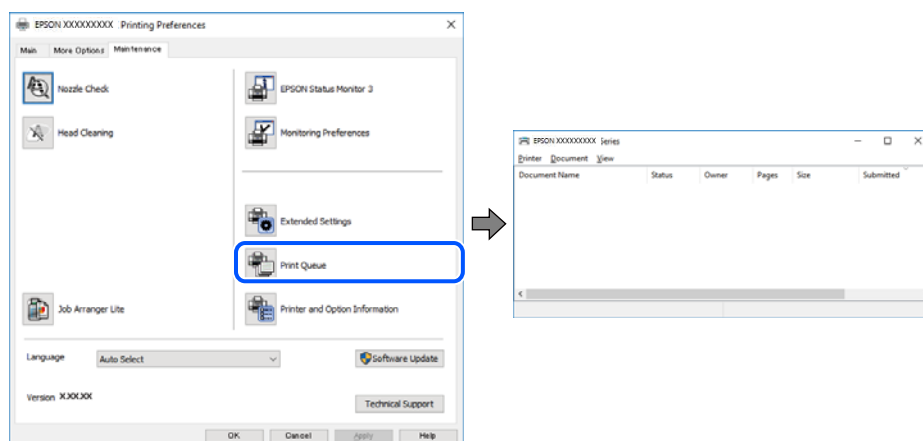 EPSON XXXXXXXXX Printing Preferences
Main More Options Maintenance
Nozzle Check
EPSON Status Monitor 3
Head Cleaning
Monitoring Preferences
Extended Settings
Print Queue
Job Arranger Lite
Printer and Option Information
Language Auto Select
Software Update
Version X.XX.XX
Technical Support
OK Cancel Apply Help
EPSON XXXXXXXXX Series
Printer Document View
Document Name Status Owner Pages Size Submitted